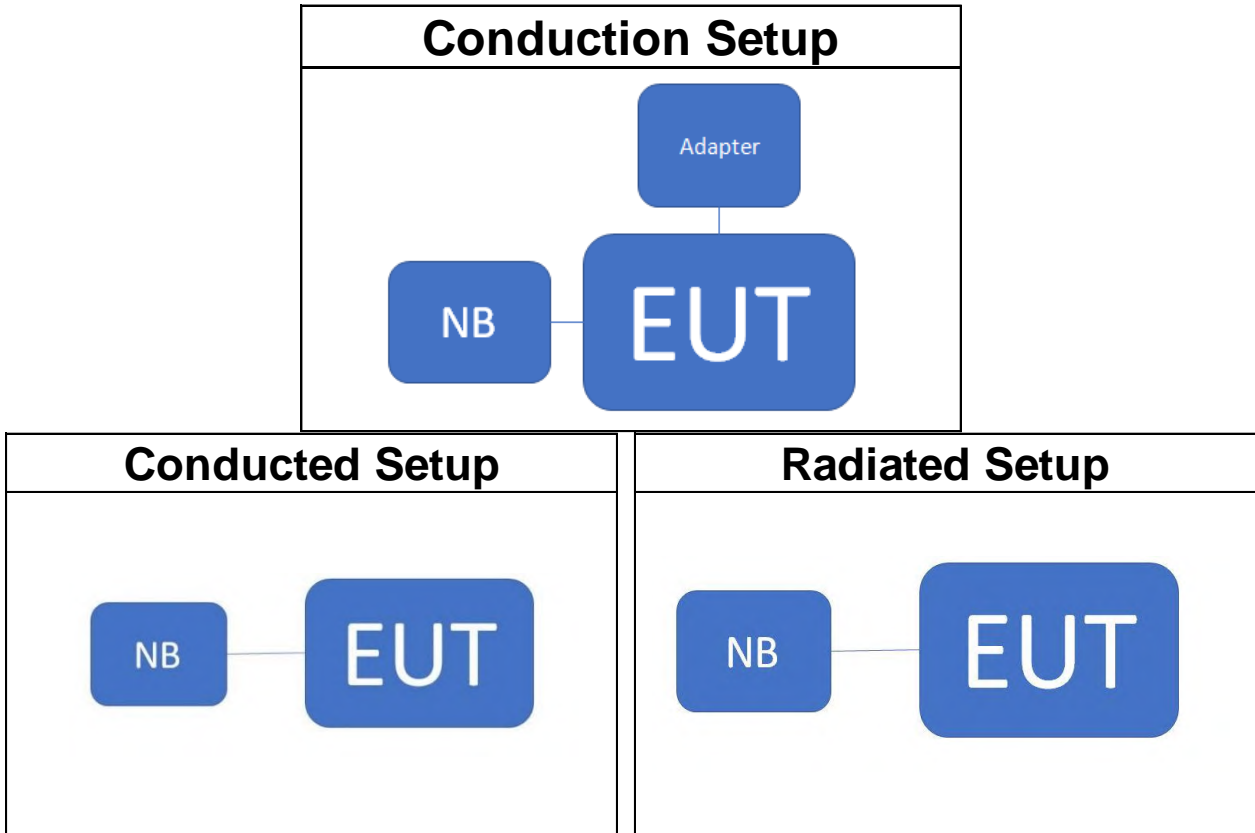 Conduction Setup
Adapter
NB
EUT
Conducted Setup
NB
EUT
Radiated Setup
NB
EUT